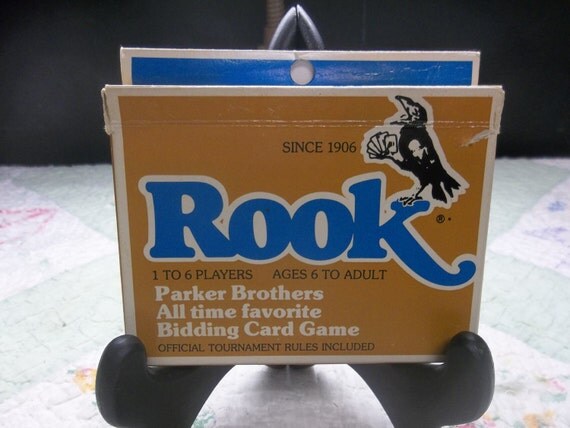 SINCE 1906
ROOK®
1 TO 6 PLAYERS AGES 6 TO ADULT
Parker Brothers
All time favorite
Bidding Card Game
OFFICIAL TOURNAMENT RULES INCLUDED